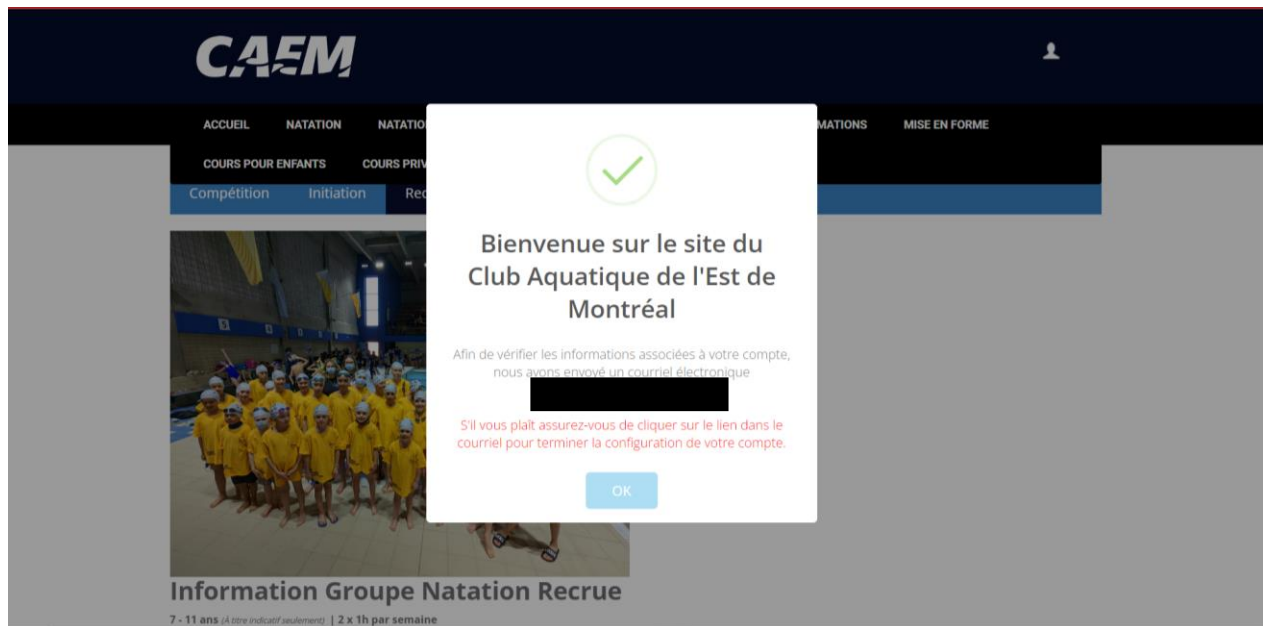 CAEM
ACCUEIL NATATION NATATIO MATIONS MISE EN FORME
COURS POUR ENFANTS COURS PRIV
Compétition Initiation Rec
Bienvenue sur le site du
Club Aquatique de l'Est de
Montréal
Afin de vérifier les informations associées à votre compte,
nous avons envoyé un courriel électronique
S'il vous plaît assurez-vous de cliquer sur le lien dans le
courriel pour terminer la configuration de votre compte.
OK
Information Groupe Natation Recrue
7 - 11 ans (À titre indicatif seulement) | 2 x 1h par semaine